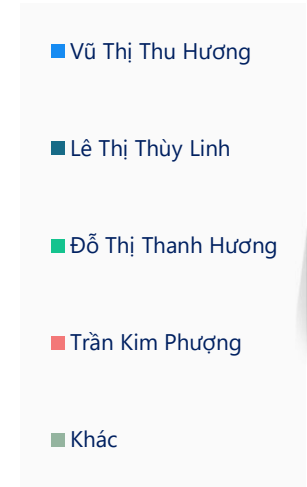 Vũ Thị Thu Hương
Lê Thị Thùy Linh
Đỗ Thị Thanh Hương
Trần Kim Phượng
Khác